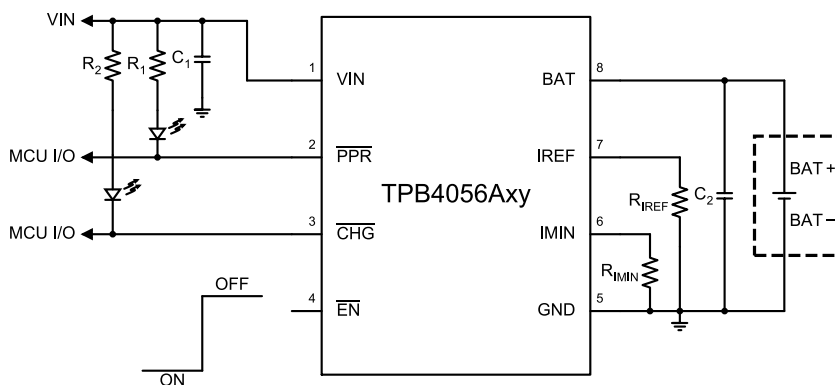 VIN
R2
R1
C1
1
VIN
MCU I/O
2
PPR
MCU I/O
3
CHG
OFF
ON
4
EN
TPB4056Axy
BAT
8
IREF
7
IMIN
6
GND
5
RIREF
RIMIN
C2
BAT+
BAT−